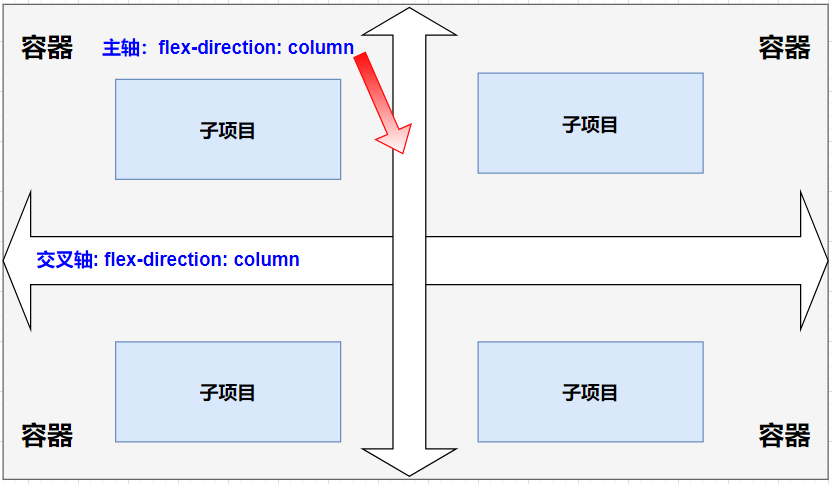 容器
主轴：flex-direction: column
容器
子项目
子项目
交叉轴: flex-direction: column
子项目
子项目
容器
容器